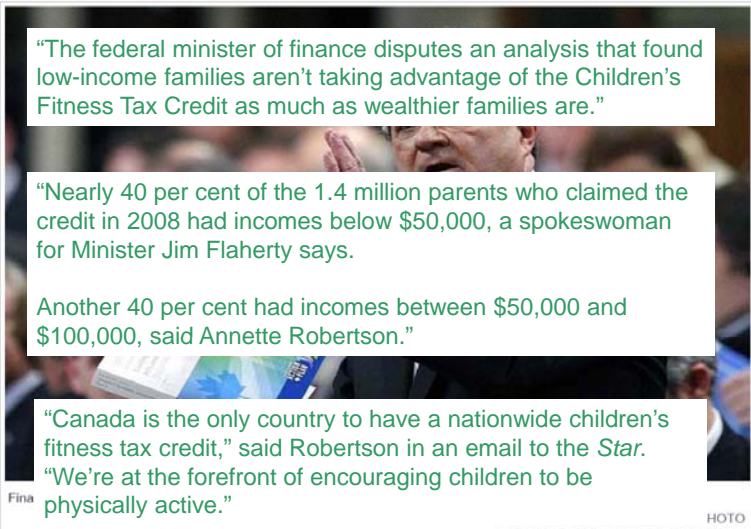 “The federal minister of finance disputes an analysis that found
low-income families aren’t taking advantage of the Children’s
Fitness Tax Credit as much as wealthier families are.”
“Nearly 40 per cent of the 1.4 million parents who claimed the
credit in 2008 had incomes below $50,000, a spokeswoman
for Minister Jim Flaherty says.
Another 40 per cent had incomes between $50,000 and
$100,000, said Annette Robertson.”
“Canada is the only country to have a nationwide children’s
fitness tax credit,” said Robertson in an email to the Star.
“We’re at the forefront of encouraging children to be
physically active.”
Fina
HOTO